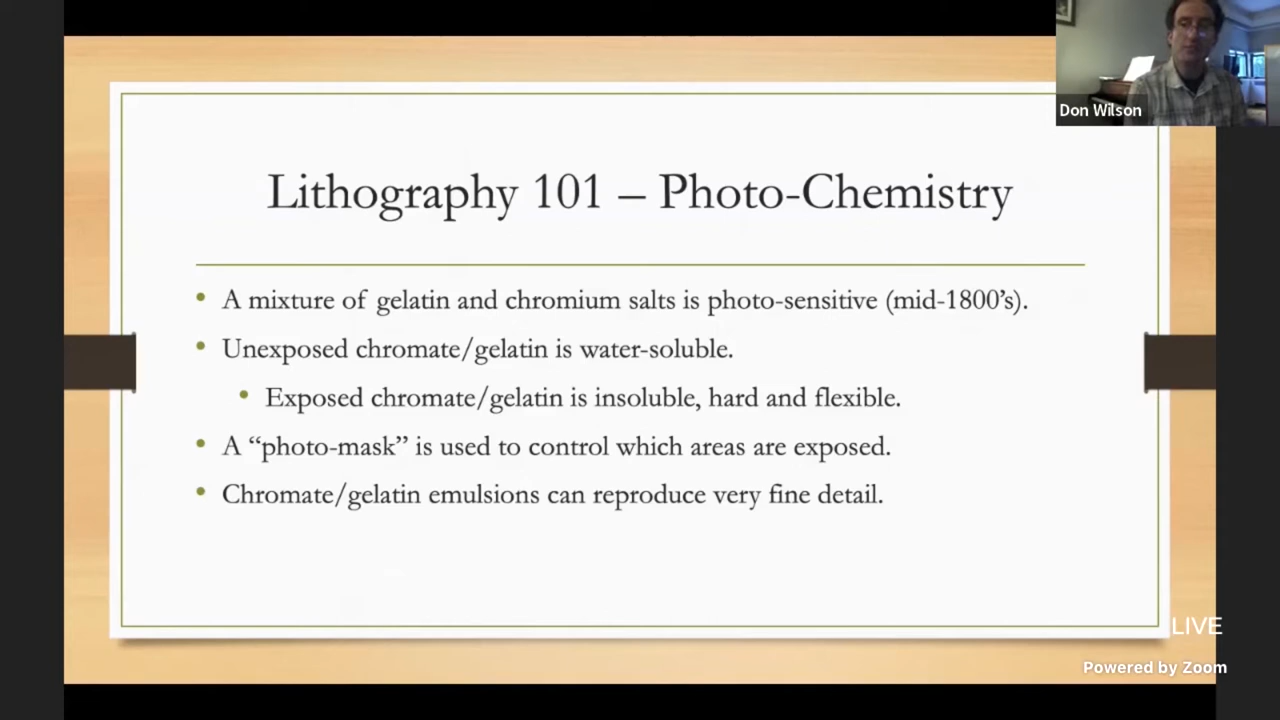 Don Wilson
Lithography 101 – Photo-Chemistry
• A mixture of gelatin and chromium salts is photo-sensitive (mid-1800’s).
• Unexposed chromate/gelatin is water-soluble.
• Exposed chromate/gelatin is insoluble, hard and flexible.
• A “photo-mask” is used to control which areas are exposed.
• Chromate/gelatin emulsions can reproduce very fine detail.
LIVE
Powered by Zoom